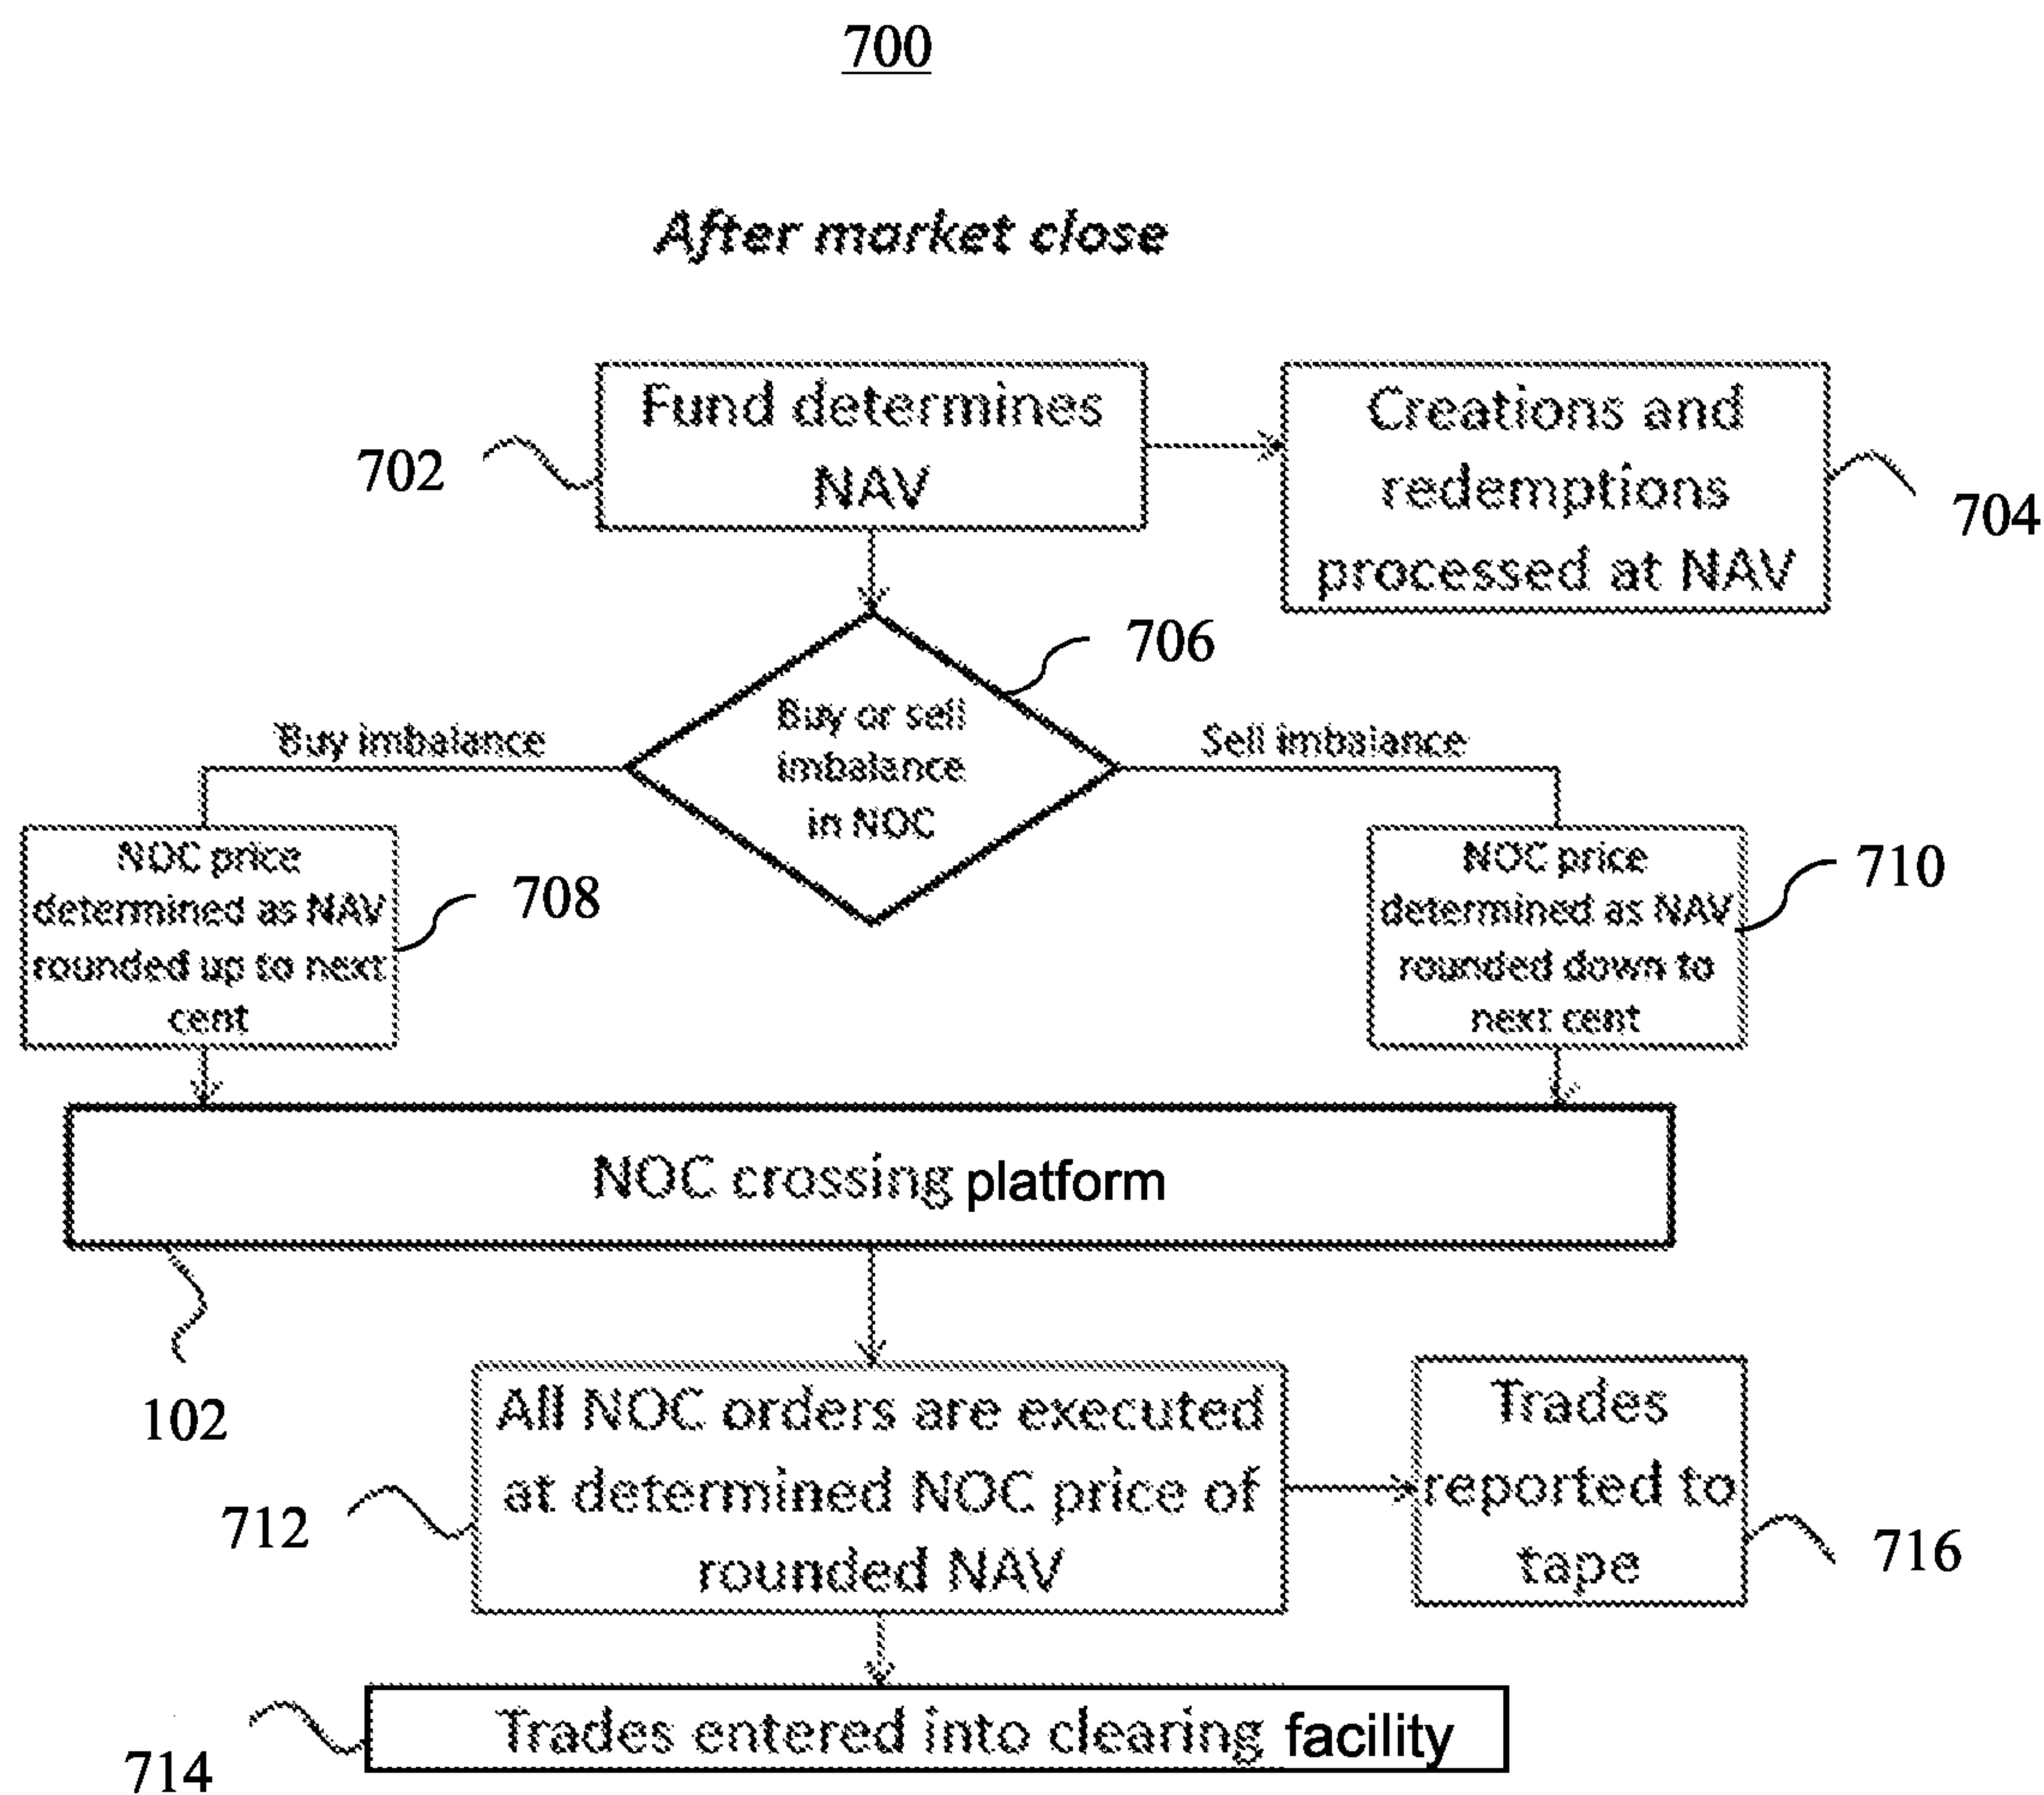 700
After market close
Fund determines
NAV
702
Creations and
redemptions
processed at NAV
704
706
Buy or sell
imbalance
in NOC
Buy imbalance
Sell imbalance
NOC price
determined as NAV
rounded up to next
cent
708
NOC price
determined as NAV
rounded down to
next cent
710
NOC crossing platform
102
All NOC orders are executed
at determined NOC price of
rounded NAV
712
Trades
reported to
tape
716
Trades entered into clearing facility
714